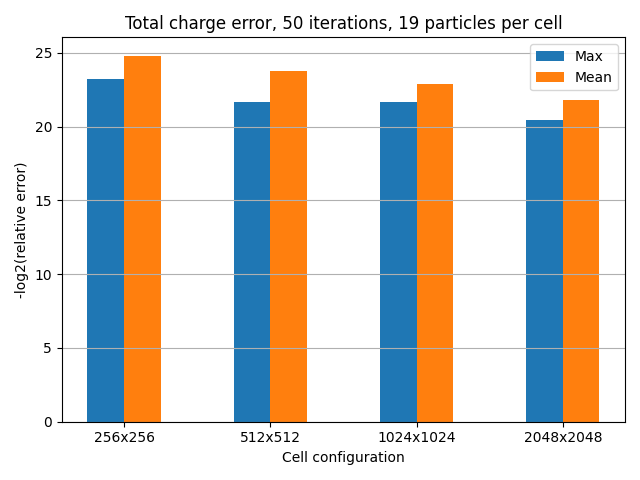 Total charge error, 50 iterations, 19 particles per cell
Max
Mean
25
20
15
10
5
0
-log2(relative error)
256x256
512x512
1024x1024
2048x2048
Cell configuration